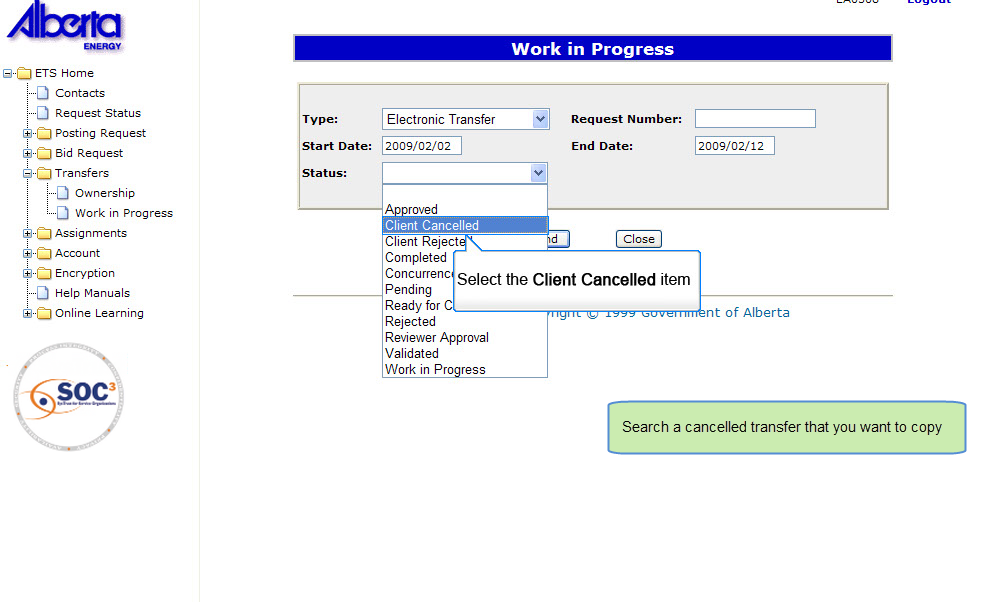 Logout
Alberta
ENERGY
Work in Progress
ETS Home
Contacts
Request Status
Posting Request
Bid Request
Transfers
Ownership
Work in Progress
Assignments
Account
Encryption
Help Manuals
Online Learning
SOC3
Type: Electronic Transfer Request Number:
Start Date: 2009/02/02 End Date: 2009/02/12
Status:
Approved
Client Cancelled
Client Rejecte
Completed
Concurrence
Pending
Ready for C
Rejected
Reviewer Approval
Validated
Work in Progress
nd Close
Select the Client Cancelled item
right © 1999 Government of Alberta
Search a cancelled transfer that you want to copy